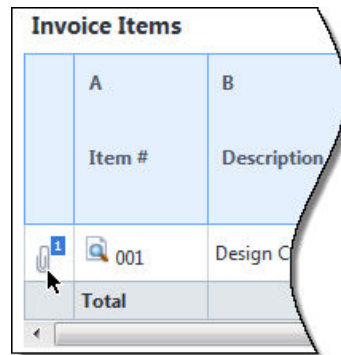 Invoice Items
A B
Item # Description
1 001 Design C
Total